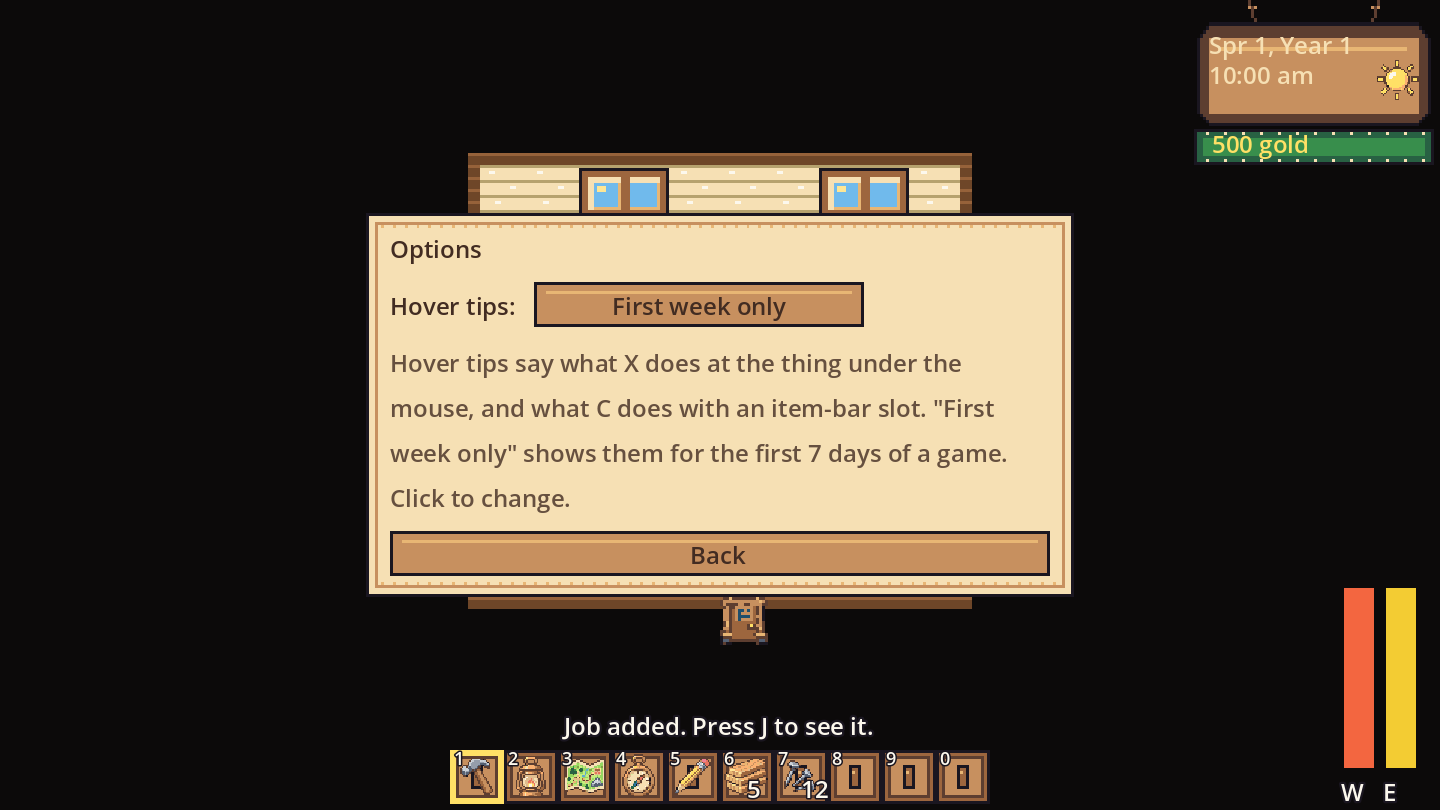 Spr 1, Year 1
10:00 am
500 gold
Options
Hover tips: First week only
Hover tips say what X does at the thing under the
mouse, and what C does with an item-bar slot. "First
week only" shows them for the first 7 days of a game.
Click to change.
Back
Job added. Press J to see it.
1 2 3 4 5 6 7 8 9 0
5 12
W E